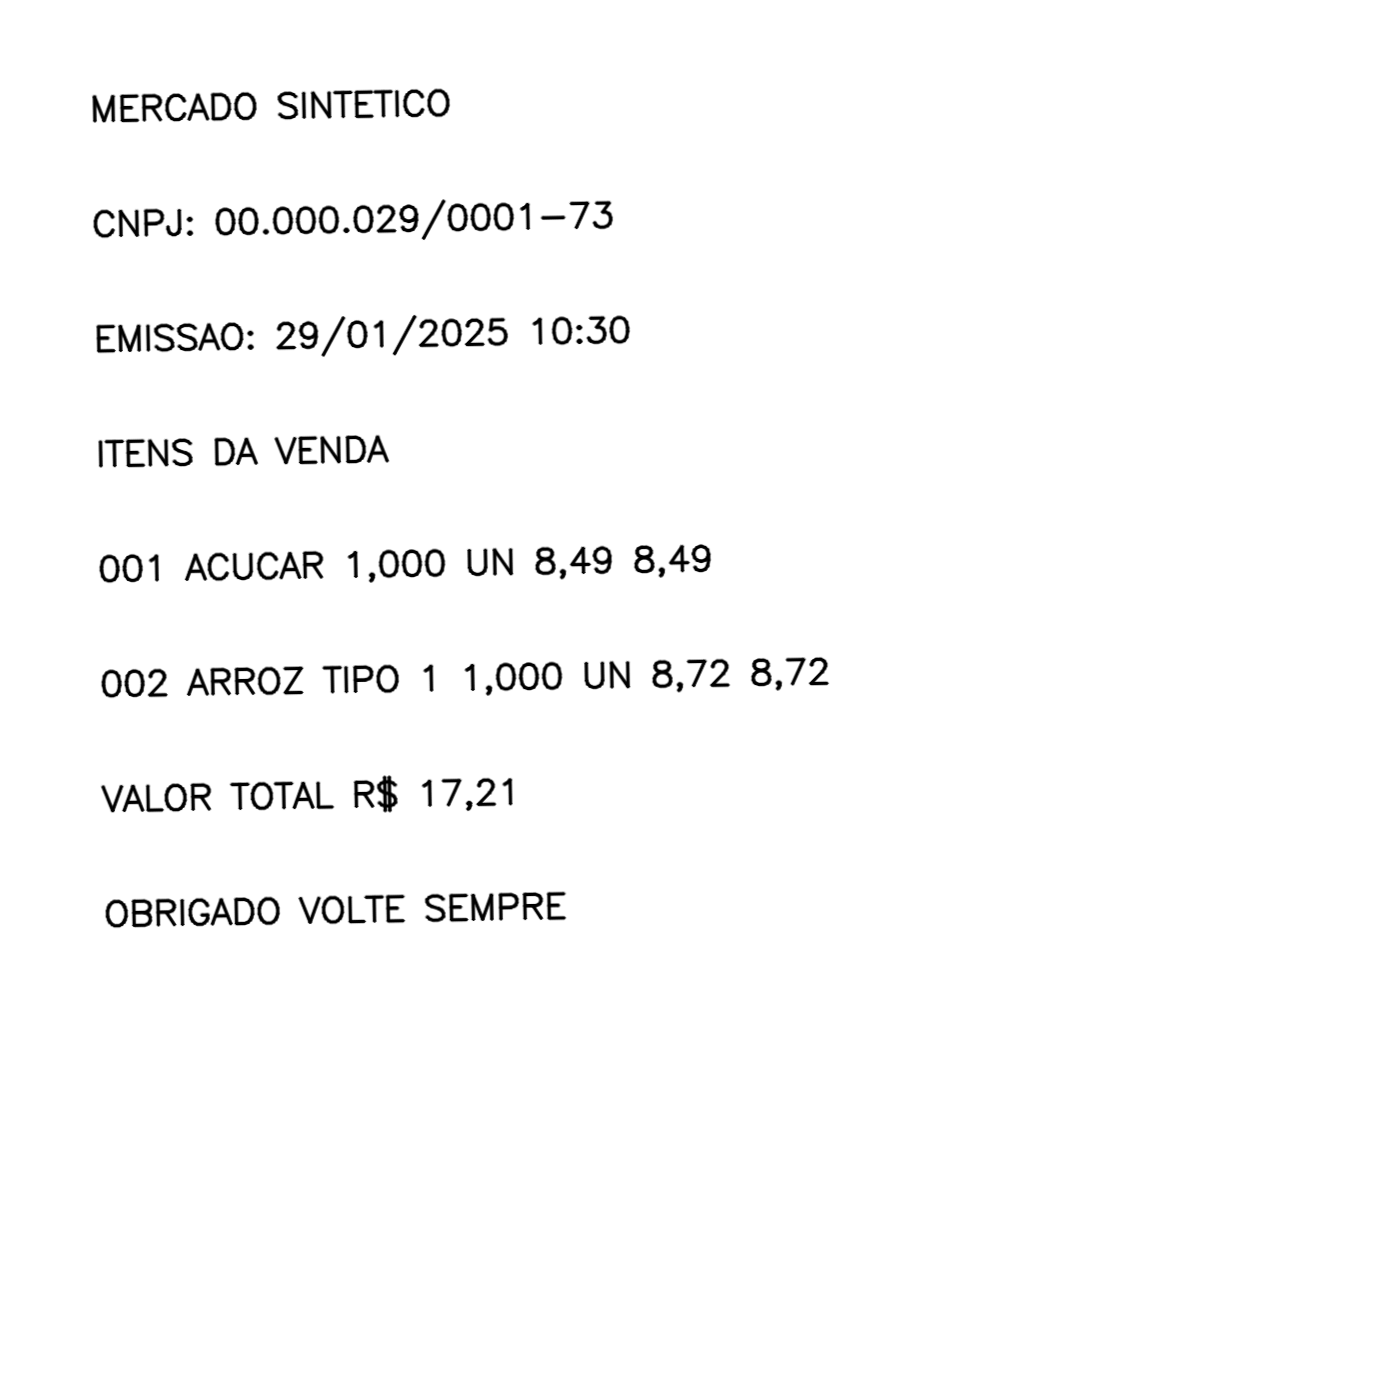 MERCADO SINTETICO
CNPJ: 00.000.029/0001-73
EMISSAO: 29/01/2025 10:30
ITENS DA VENDA
001 ACUCAR 1,000 UN 8,49 8,49
002 ARROZ TIPO 1 1,000 UN 8,72 8,72
VALOR TOTAL R$ 17,21
OBRIGADO VOLTE SEMPRE